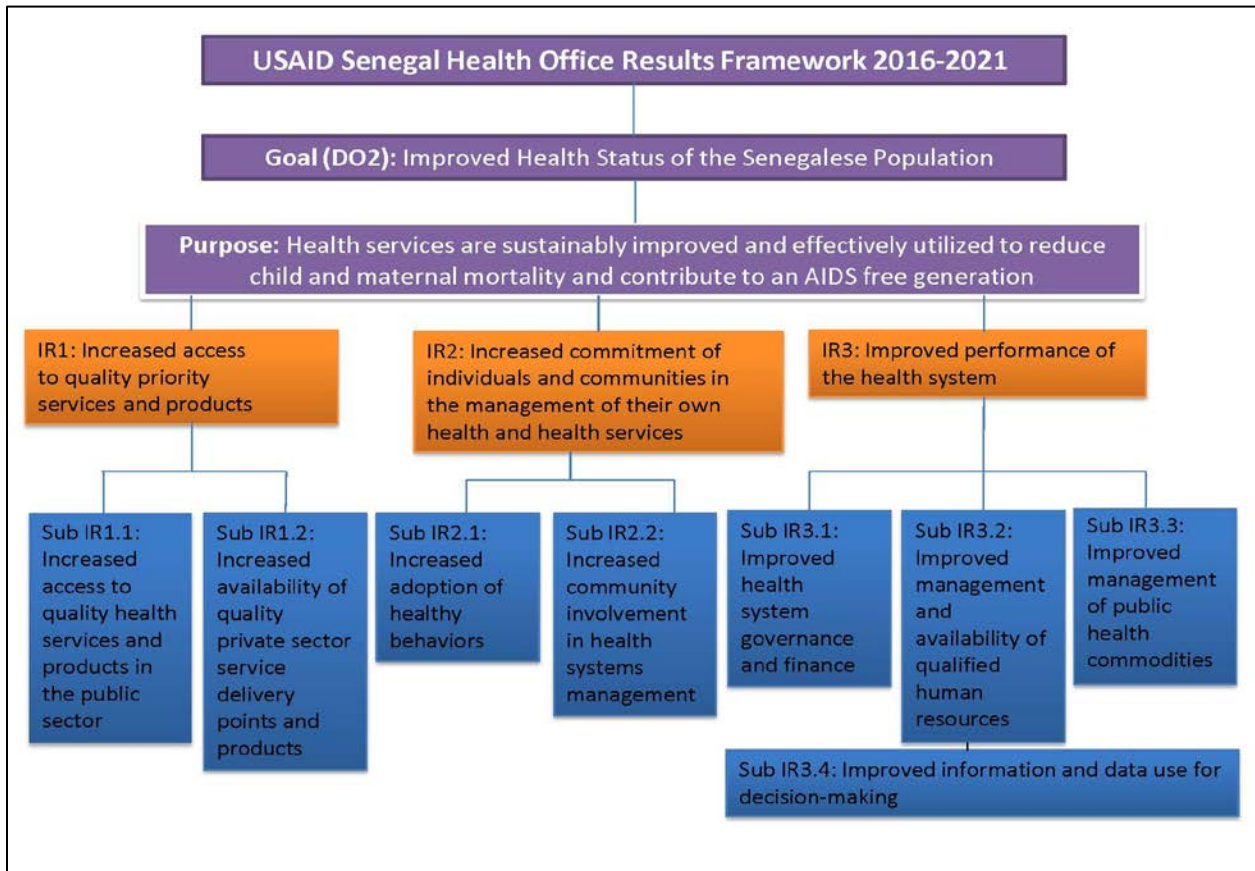 USAID Senegal Health Office Results Framework 2016-2021
Goal (DO2): Improved Health Status of the Senegalese Population
Purpose: Health services are sustainably improved and effectively utilized to reduce
child and maternal mortality and contribute to an AIDS free generation
IR1: Increased access
to quality priority
services and products
IR2: Increased commitment of
individuals and communities in
the management of their own
health and health services
IR3: Improved performance of
the health system
Sub IR1.1:
Increased
access to
quality health
services and
products in
the public
sector
Sub IR1.2:
Increased
availability of
quality
private sector
service
delivery
points and
products
Sub IR2.1:
Increased
adoption of
healthy
behaviors
Sub IR2.2:
Increased
community
involvement
in health
systems
management
Sub IR3.1:
Improved
health
system
governance
and finance
Sub IR3.2:
Improved
management
and
availability of
qualified
human
resources
Sub IR3.3:
Improved
management
of public
health
commodities
Sub IR3.4: Improved information and data use for
decision-making